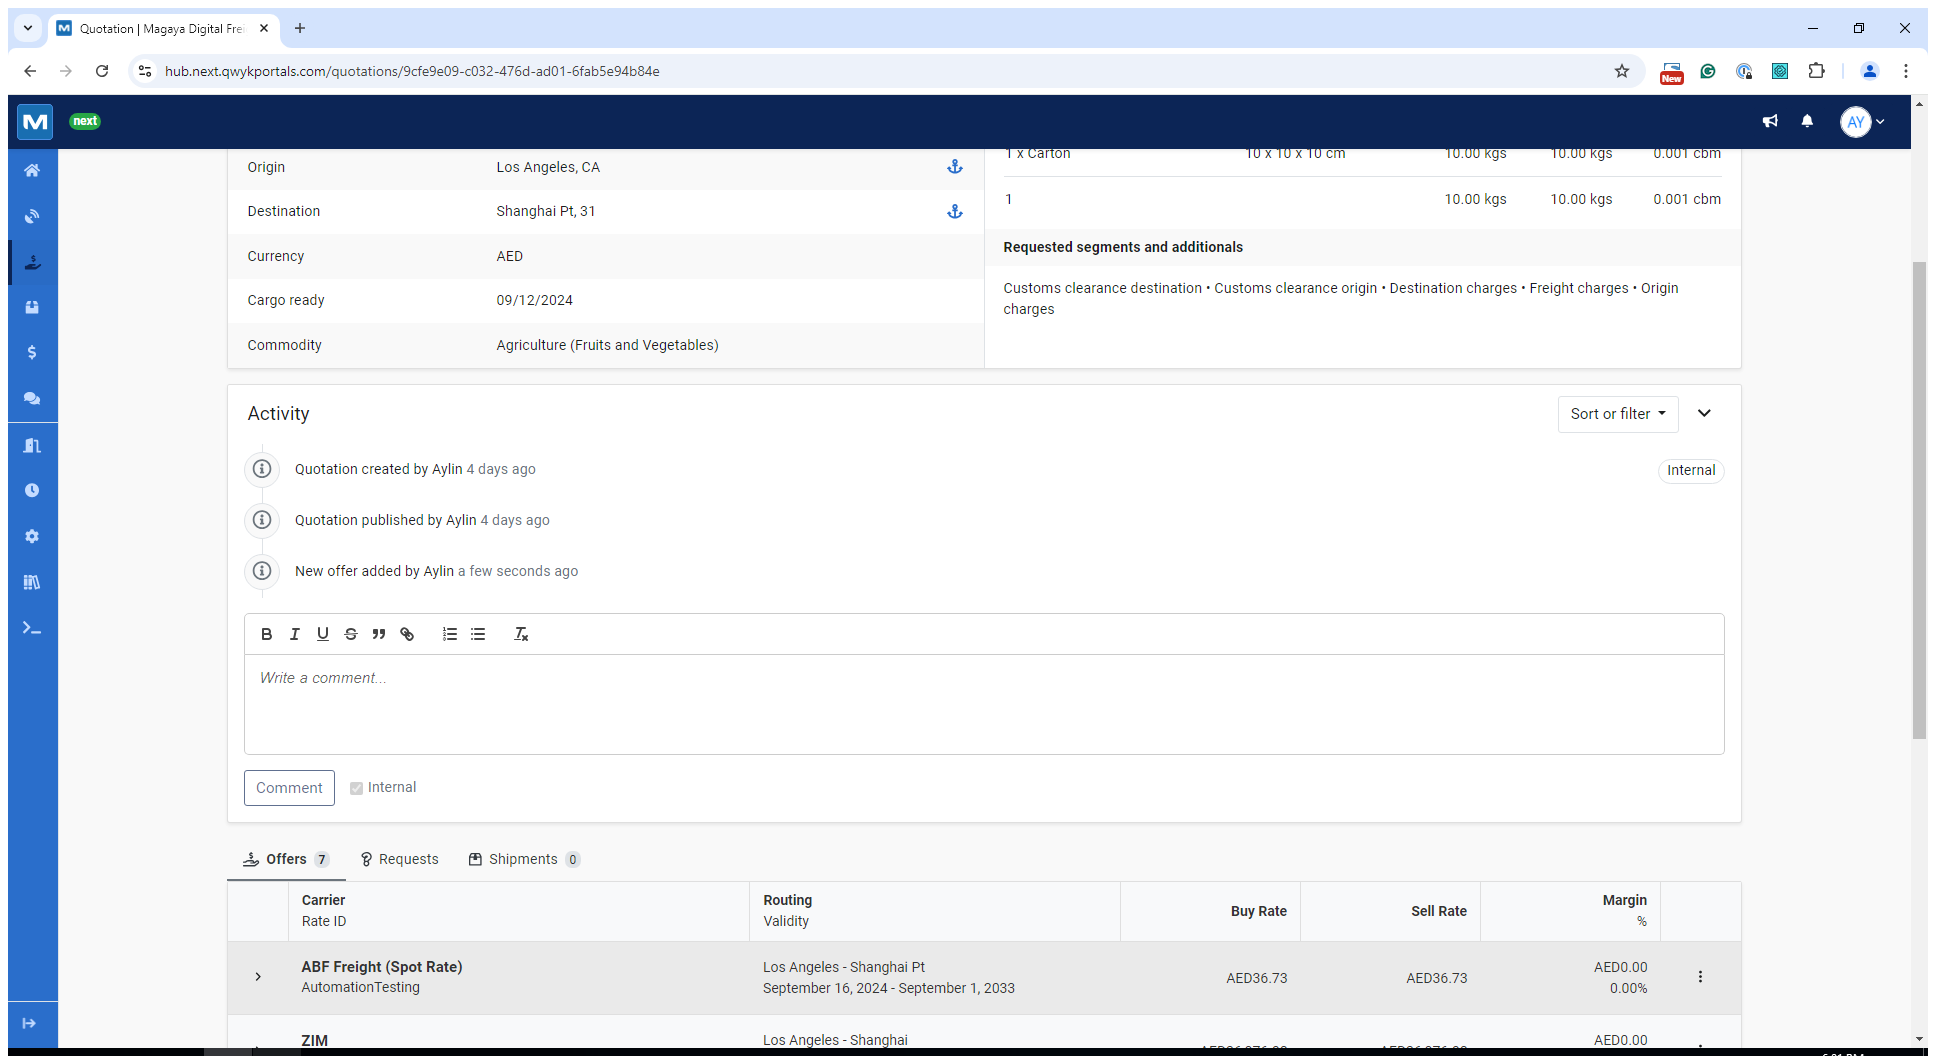 Quotation | Magaya Digital Frei
hub.next.qwykportals.com/quotations/9cfe9e09-c032-476d-ad01-6fab5e94b84e
New
M
next
AY
Origin Los Angeles, CA
Destination Shanghai Pt, 31
Currency AED
Cargo ready 09/12/2024
Commodity Agriculture (Fruits and Vegetables)
1 x Carton 10 x 10 x 10 cm 10.00 kgs 10.00 kgs 0.001 cbm
1 10.00 kgs 10.00 kgs 0.001 cbm
Requested segments and additionals
Customs clearance destination • Customs clearance origin • Destination charges • Freight charges • Origin
charges
Activity
Sort or filter
Quotation created by Aylin 4 days ago
Internal
Quotation published by Aylin 4 days ago
New offer added by Aylin a few seconds ago
Write a comment...
Comment Internal
Offers 7 Requests Shipments 0
Carrier Routing Buy Rate Sell Rate Margin
Rate ID Validity %
ABF Freight (Spot Rate) Los Angeles - Shanghai Pt AED36.73 AED36.73 AED0.00
AutomationTesting September 16, 2024 - September 1, 2033 0.00%
ZIM Los Angeles - Shanghai AED0.00